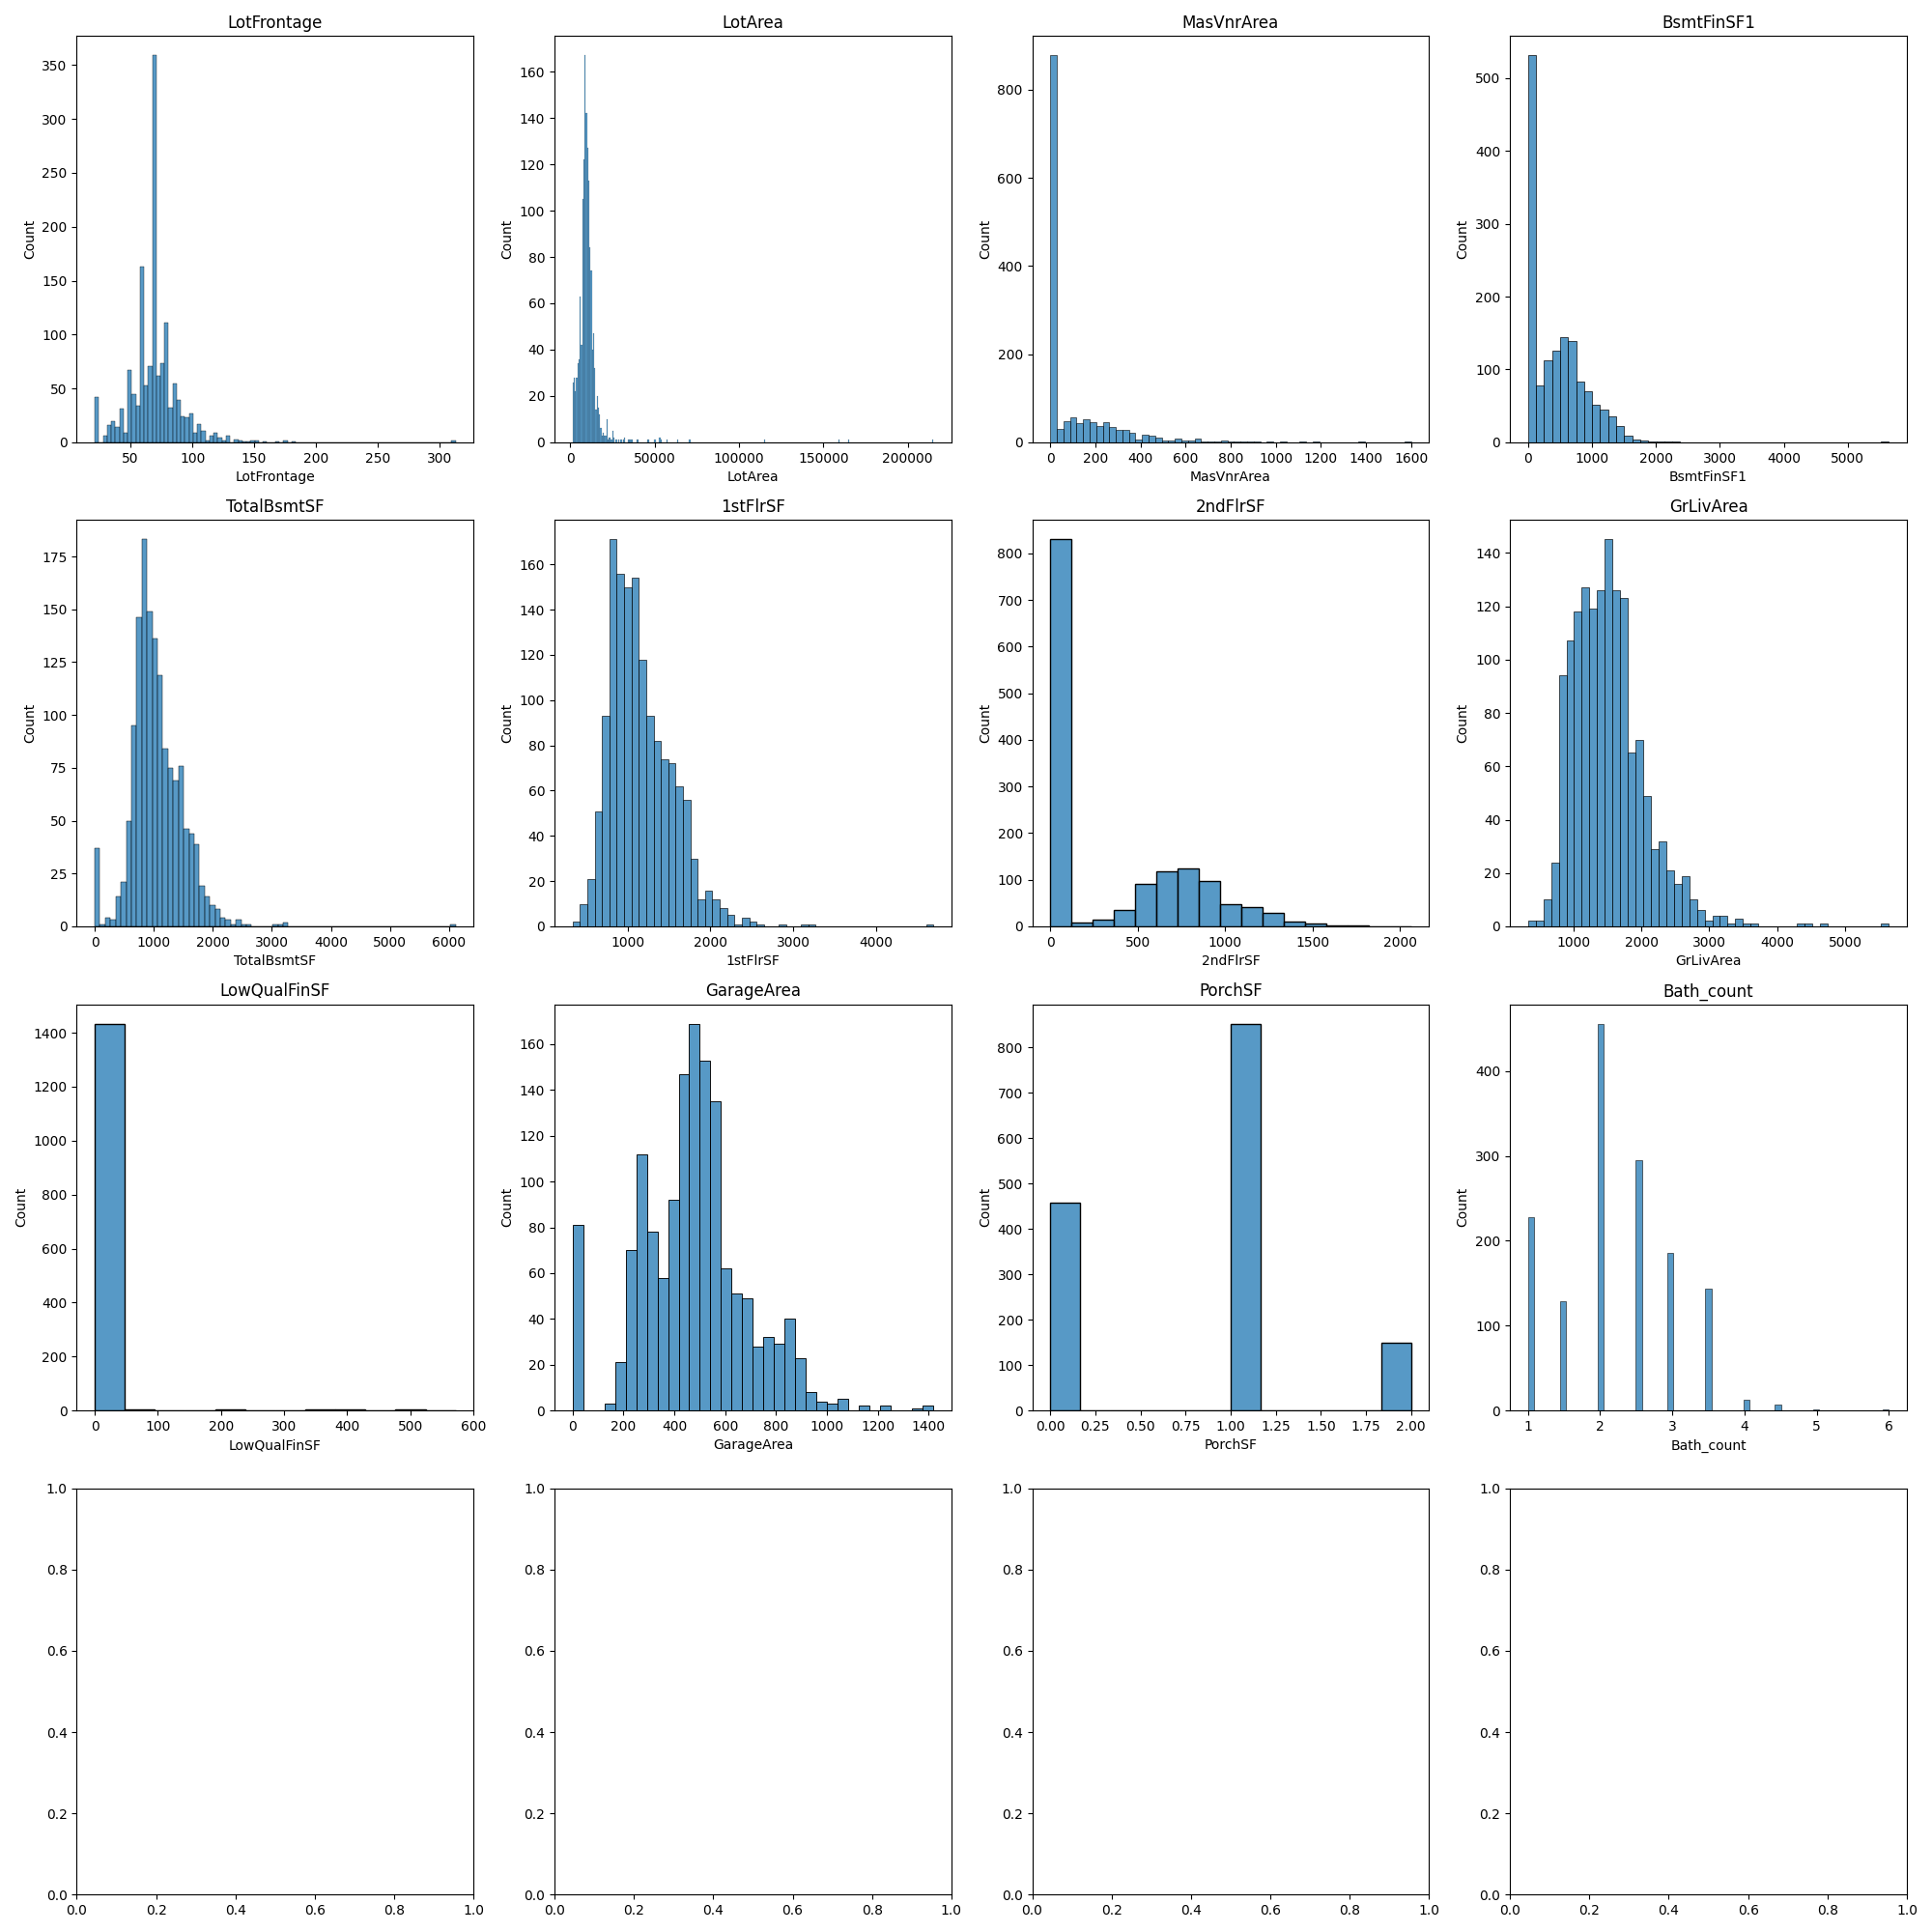 LotFrontage LotArea MasVnrArea BsmtFinSF1
350
300
250
200
150
100
50
0
Count
50 100 150 200 250 300
LotFrontage
160
140
120
100
80
60
40
20
0
Count
0 50000 100000 150000 200000
LotArea
800
600
400
200
0
Count
0 200 400 600 800 1000 1200 1400 1600
MasVnrArea
500
400
300
200
100
0
Count
0 1000 2000 3000 4000 5000
BsmtFinSF1
TotalBsmtSF 1stFlrSF 2ndFlrSF GrLivArea
175
150
125
100
75
50
25
0
Count
0 1000 2000 3000 4000 5000 6000
TotalBsmtSF
160
140
120
100
80
60
40
20
0
Count
1000 2000 3000 4000
1stFlrSF
800
700
600
500
400
300
200
100
0
Count
0 500 1000 1500 2000
2ndFlrSF
140
120
100
80
60
40
20
0
Count
1000 2000 3000 4000 5000
GrLivArea
LowQualFinSF GarageArea PorchSF Bath_count
1400
1200
1000
800
600
400
200
0
Count
0 100 200 300 400 500 600
LowQualFinSF
160
140
120
100
80
60
40
20
0
Count
0 200 400 600 800 1000 1200 1400
GarageArea
800
700
600
500
400
300
200
100
0
Count
0.00 0.25 0.50 0.75 1.00 1.25 1.50 1.75 2.00
PorchSF
400
300
200
100
0
Count
1 2 3 4 5 6
Bath_count
1.0
0.8
0.6
0.4
0.2
0.0
0.0 0.2 0.4 0.6 0.8 1.0
1.0
0.8
0.6
0.4
0.2
0.0
0.0 0.2 0.4 0.6 0.8 1.0
1.0
0.8
0.6
0.4
0.2
0.0
0.0 0.2 0.4 0.6 0.8 1.0
1.0
0.8
0.6
0.4
0.2
0.0
0.0 0.2 0.4 0.6 0.8 1.0